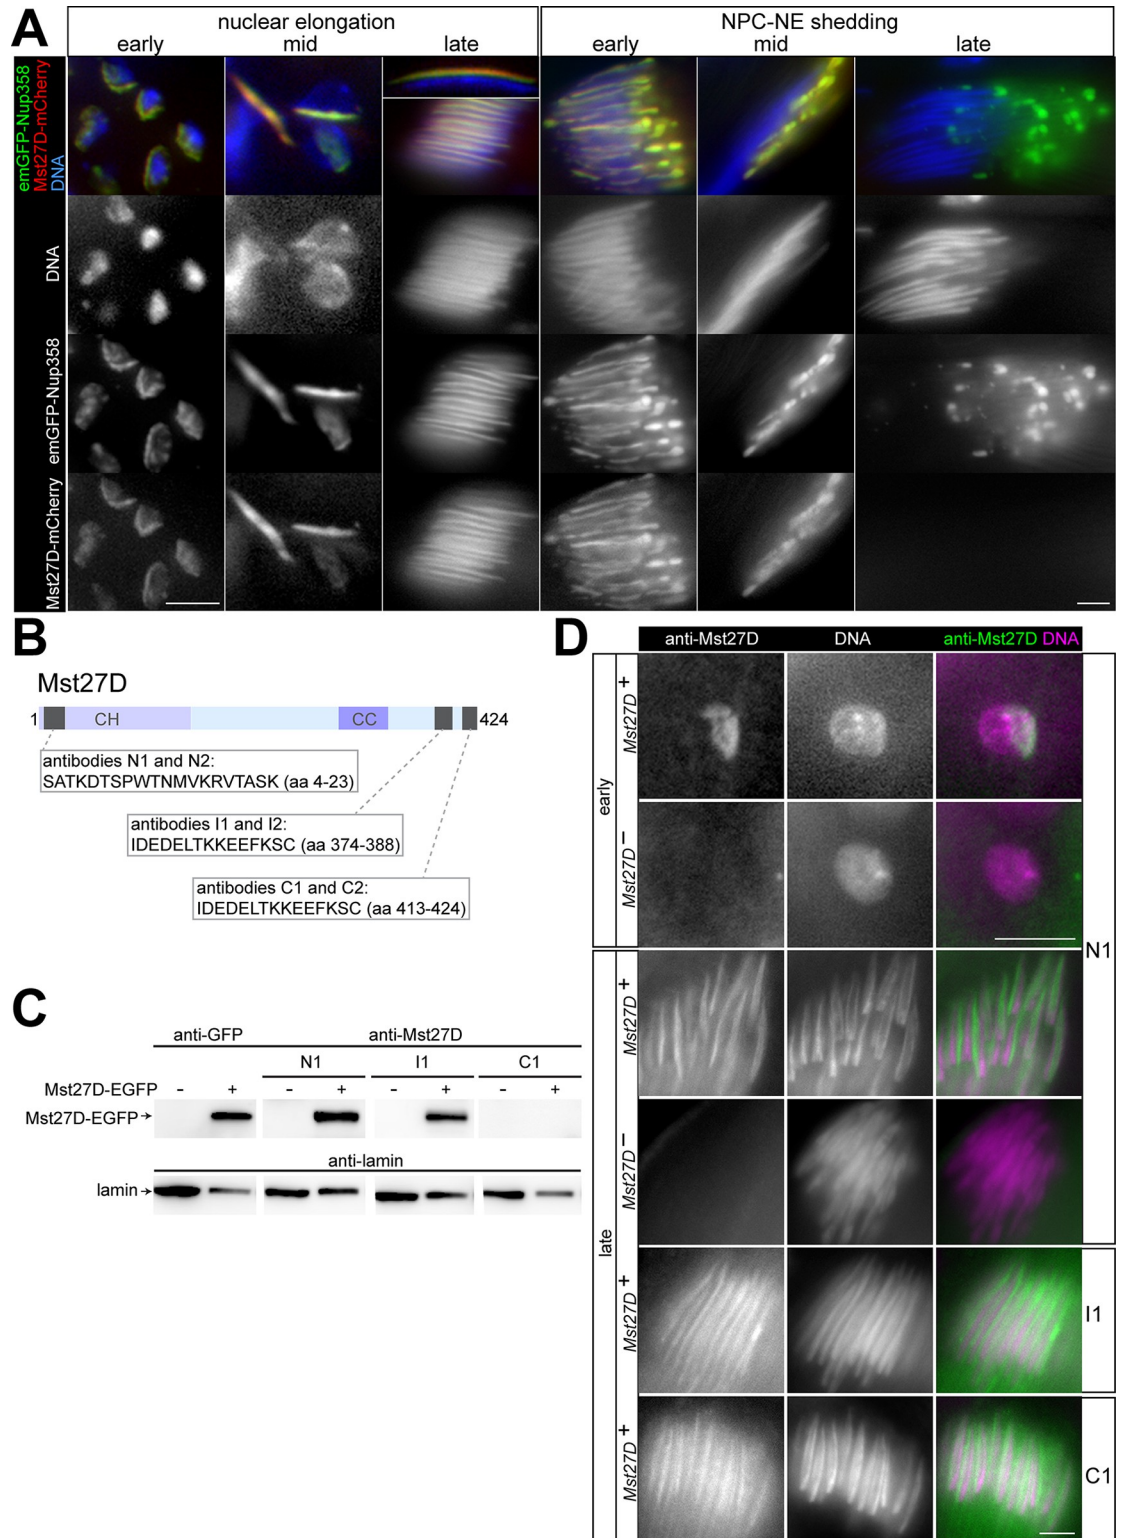 A
nuclear elongation
NPC-NE shedding
early
mid
late
early
mid
late
emGFP-Nup358
Mst27D-mCherry
DNA
DNA
emGFP-Nup358
Mst27D-mCherry
B
Mst27D
1
CH
CC
424
antibodies N1 and N2:
SATKDTSPWTNMVKRVTASK (aa 4-23)
antibodies I1 and I2:
IDEDELTKKEEFKSC (aa 374-388)
antibodies C1 and C2:
IDEDELTKKEEFKSC (aa 413-424)
C
anti-GFP
anti-Mst27D
N1
I1
C1
Mst27D-EGFP
- + - + - + - +
Mst27D-EGFP
anti-lamin
lamin
D
anti-Mst27D
DNA
anti-Mst27D DNA
early
Mst27D+
Mst27D−
N1
late
Mst27D+
Mst27D−
Mst27D+
I1
Mst27D+
C1